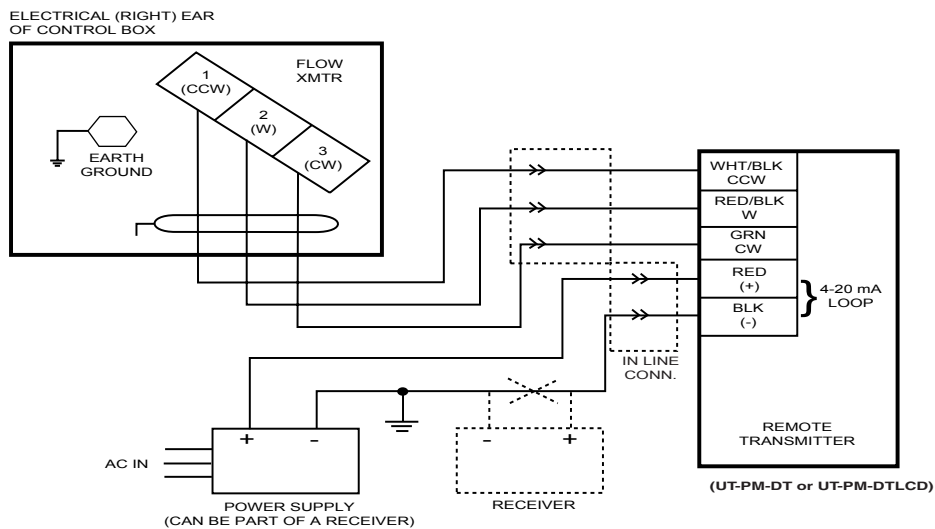 ELECTRICAL (RIGHT) EAR
OF CONTROL BOX
1
(CCW)
2
(W)
3
(CW)
FLOW
XMTR
EARTH
GROUND
WHT/BLK
CCW
RED/BLK
W
GRN
CW
RED
(+)
BLK
(-)
} 4-20 mA
LOOP
IN LINE
CONN.
REMOTE
TRANSMITTER
(UT-PM-DT or UT-PM-DTLCD)
+ -
AC IN
POWER SUPPLY
(CAN BE PART OF A RECEIVER)
- +
RECEIVER